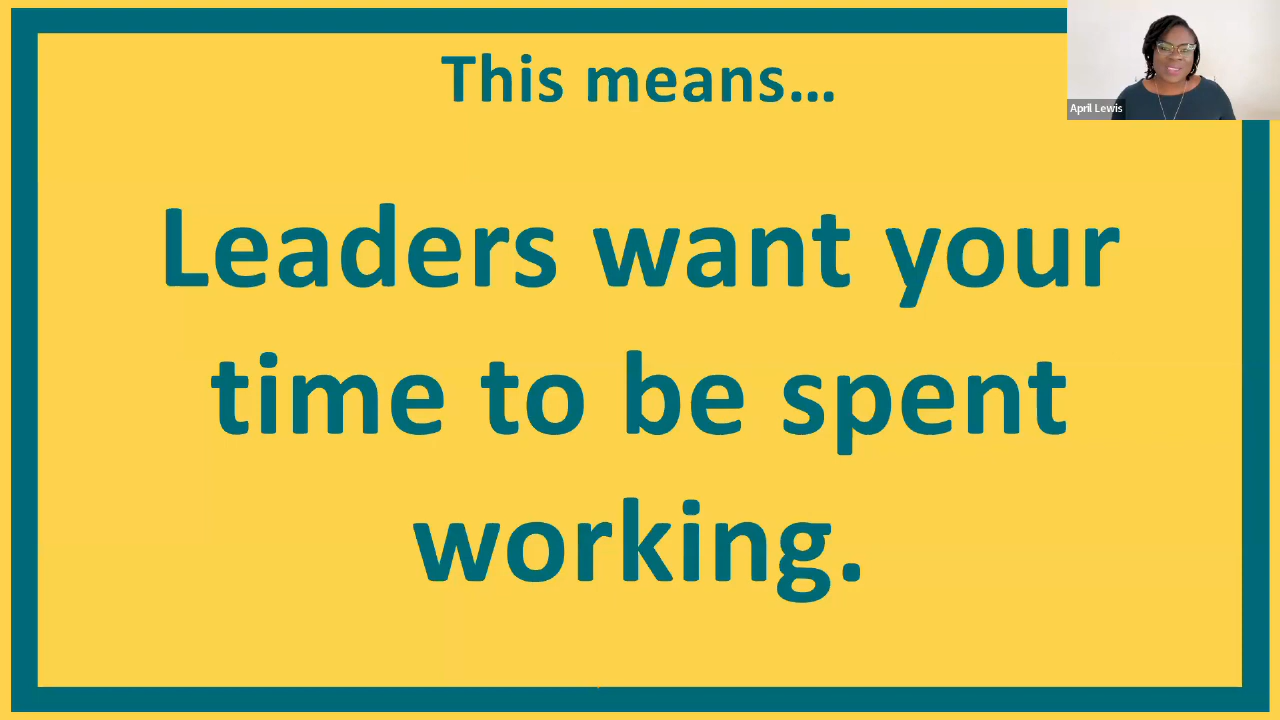 This means…
April Lewis
Leaders want your
time to be spent
working.